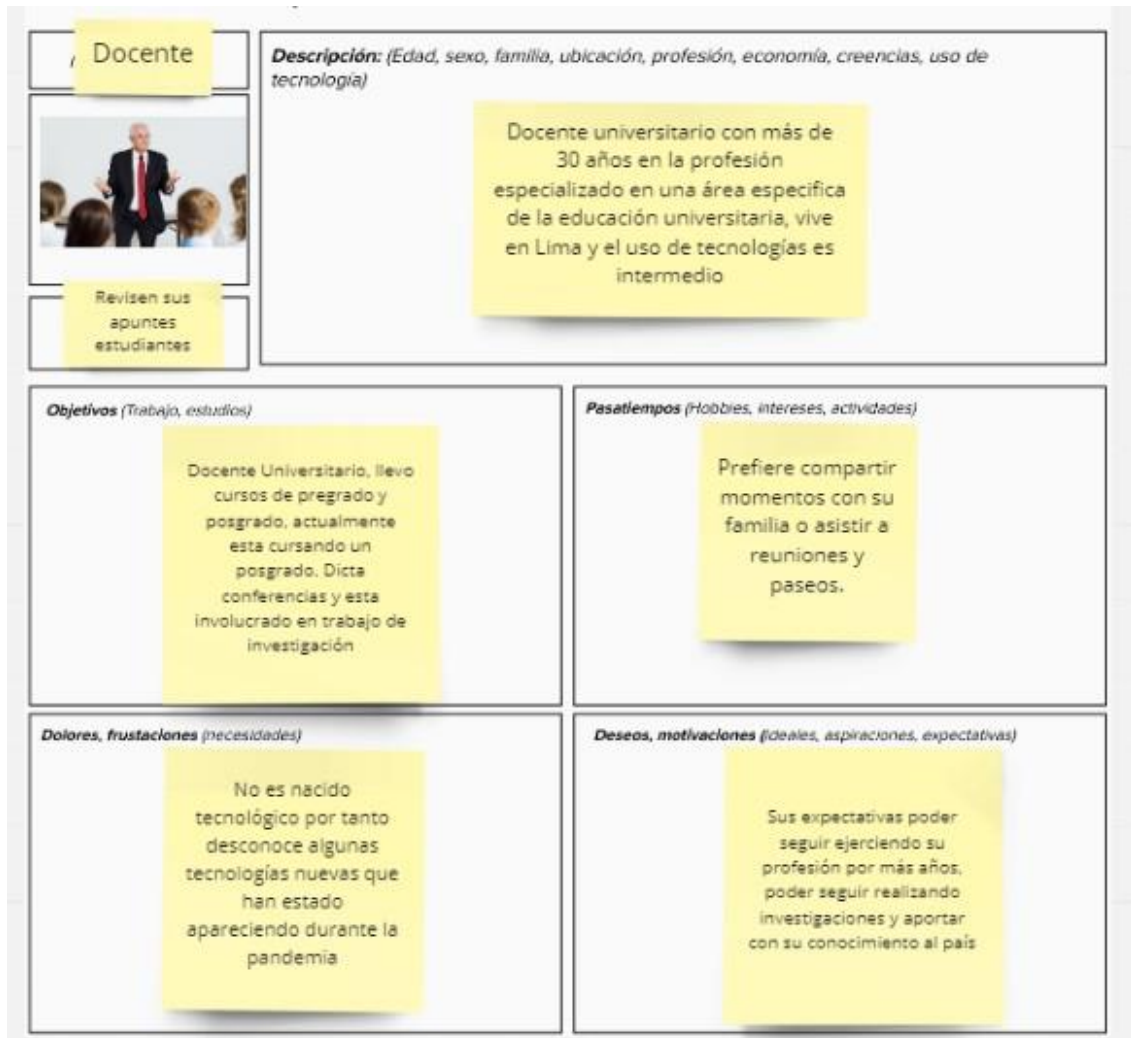 Docente
Descripción: (Edad, sexo, familia, ubicación, profesión, economía, creencias, uso de
tecnología)
Docente universitario con más de
30 años en la profesión
especializado en una área especifica
de la educación universitaria, vive
en Lima y el uso de tecnologías es
intermedio
Revisen sus
apuntes
estudiantes
Objetivos (Trabajo, estudios)
Docente Universitario, llevo
cursos de pregrado y
posgrado, actualmente
esta cursando un
posgrado. Dicta
conferencias y esta
involucrado en trabajo de
investigación
Pasatiempos (Hobbies, intereses, actividades)
Prefiere compartir
momentos con su
familia o asistir a
reuniones y
paseos.
Dolores, frustaciones (necesidades)
No es nacido
tecnológico por tanto
desconoce algunas
tecnologías nuevas que
han estado
apareciendo durante la
pandemia
Deseos, motivaciones (Ideales, aspiraciones, expectativas)
Sus expectativas poder
seguir ejerciendo su
profesión por más años,
poder seguir realizando
investigaciones y aportar
con su conocimiento al país